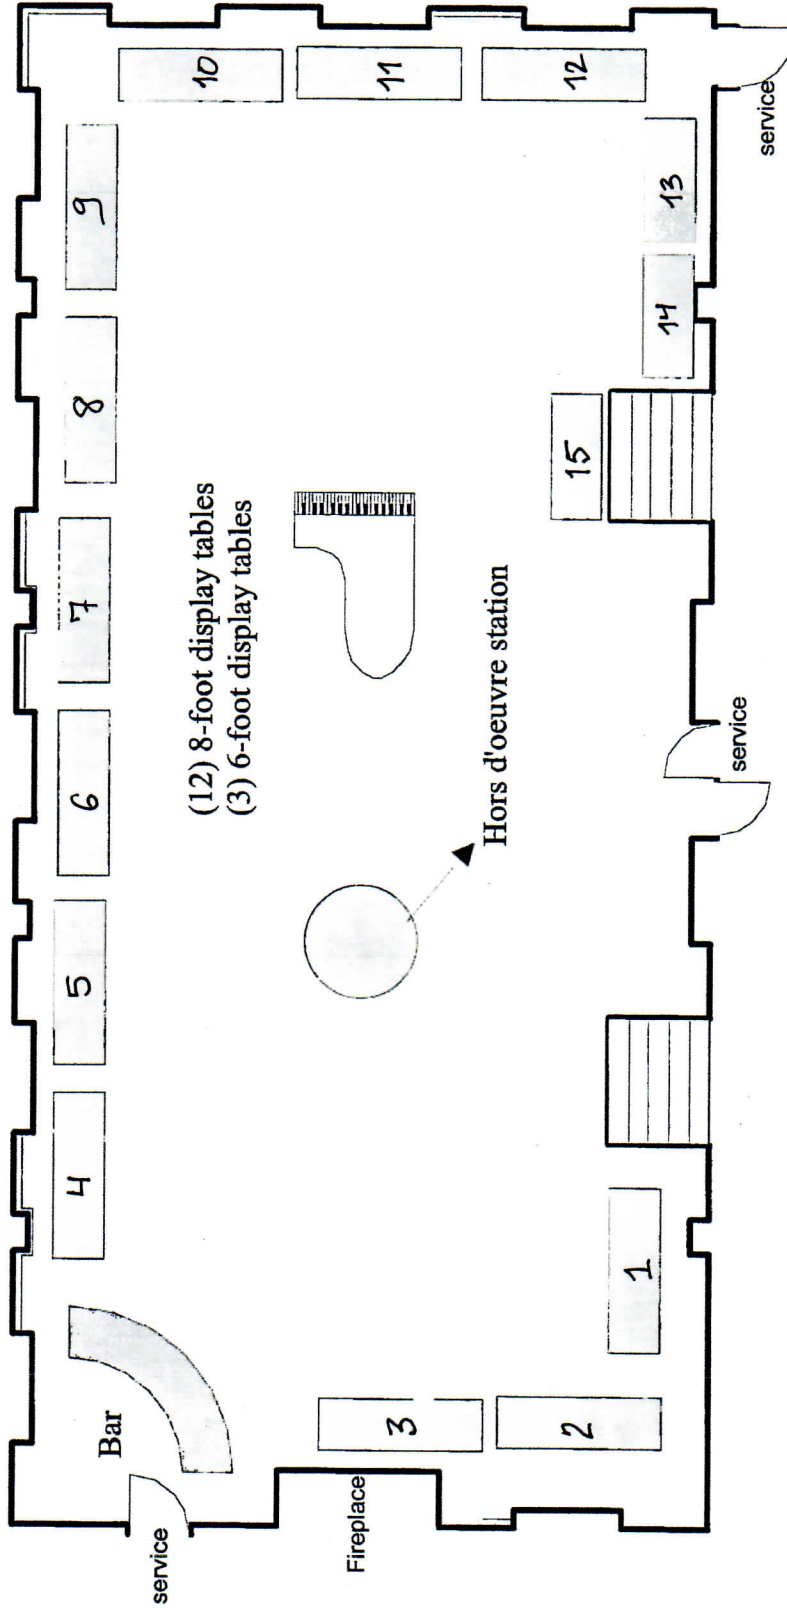 service
Bar
Fireplace
3
2
1
4
5
6
7
8
9
10
11
12
13
14
15
(12) 8-foot display tables
(3) 6-foot display tables
Hors d'oeuvre station
service
service